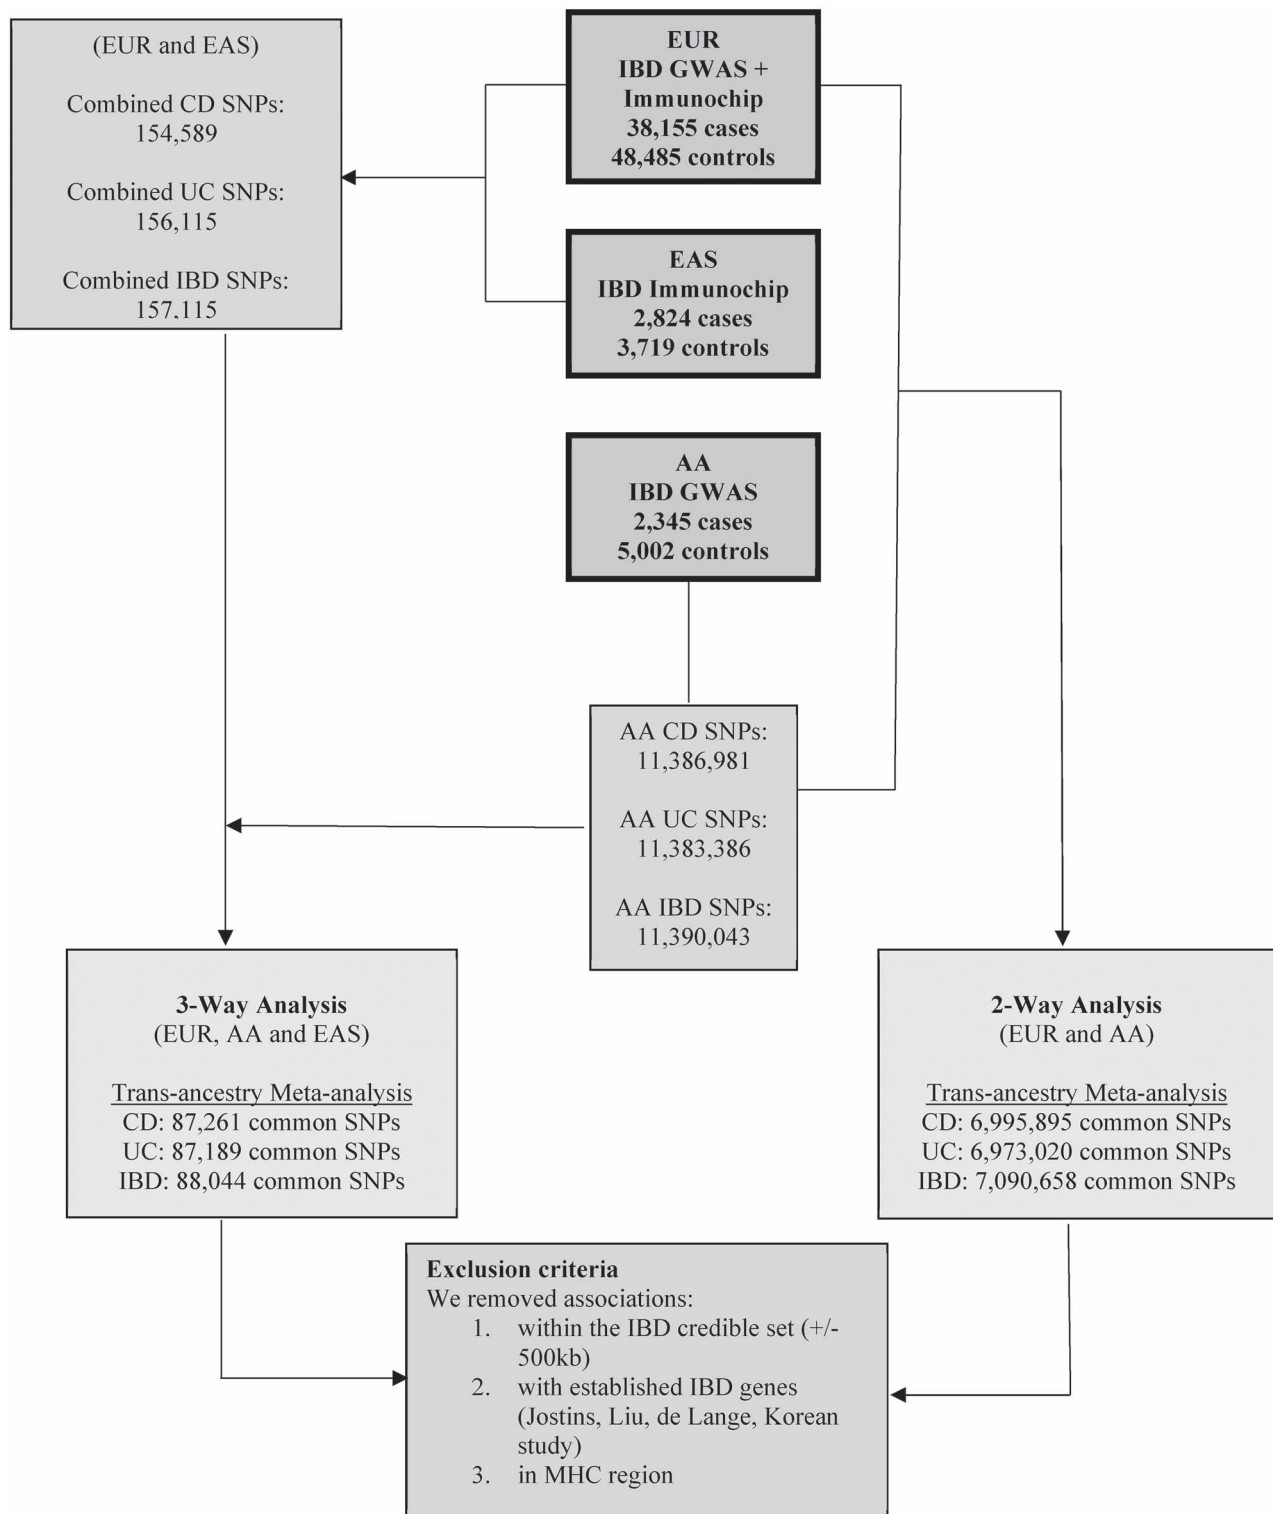 (EUR and EAS)
Combined CD SNPs:
154,589
Combined UC SNPs:
156,115
Combined IBD SNPs:
157,115
EUR
IBD GWAS +
Immunochip
38,155 cases
48,485 controls
EAS
IBD Immunochip
2,824 cases
3,719 controls
AA
IBD GWAS
2,345 cases
5,002 controls
AA CD SNPs:
11,386,981
AA UC SNPs:
11,383,386
AA IBD SNPs:
11,390,043
3-Way Analysis
(EUR, AA and EAS)
Trans-ancestry Meta-analysis
CD: 87,261 common SNPs
UC: 87,189 common SNPs
IBD: 88,044 common SNPs
2-Way Analysis
(EUR and AA)
Trans-ancestry Meta-analysis
CD: 6,995,895 common SNPs
UC: 6,973,020 common SNPs
IBD: 7,090,658 common SNPs
Exclusion criteria
We removed associations:
1. within the IBD credible set (+/-
500kb)
2. with established IBD genes
(Jostins, Liu, de Lange, Korean
study)
3. in MHC region